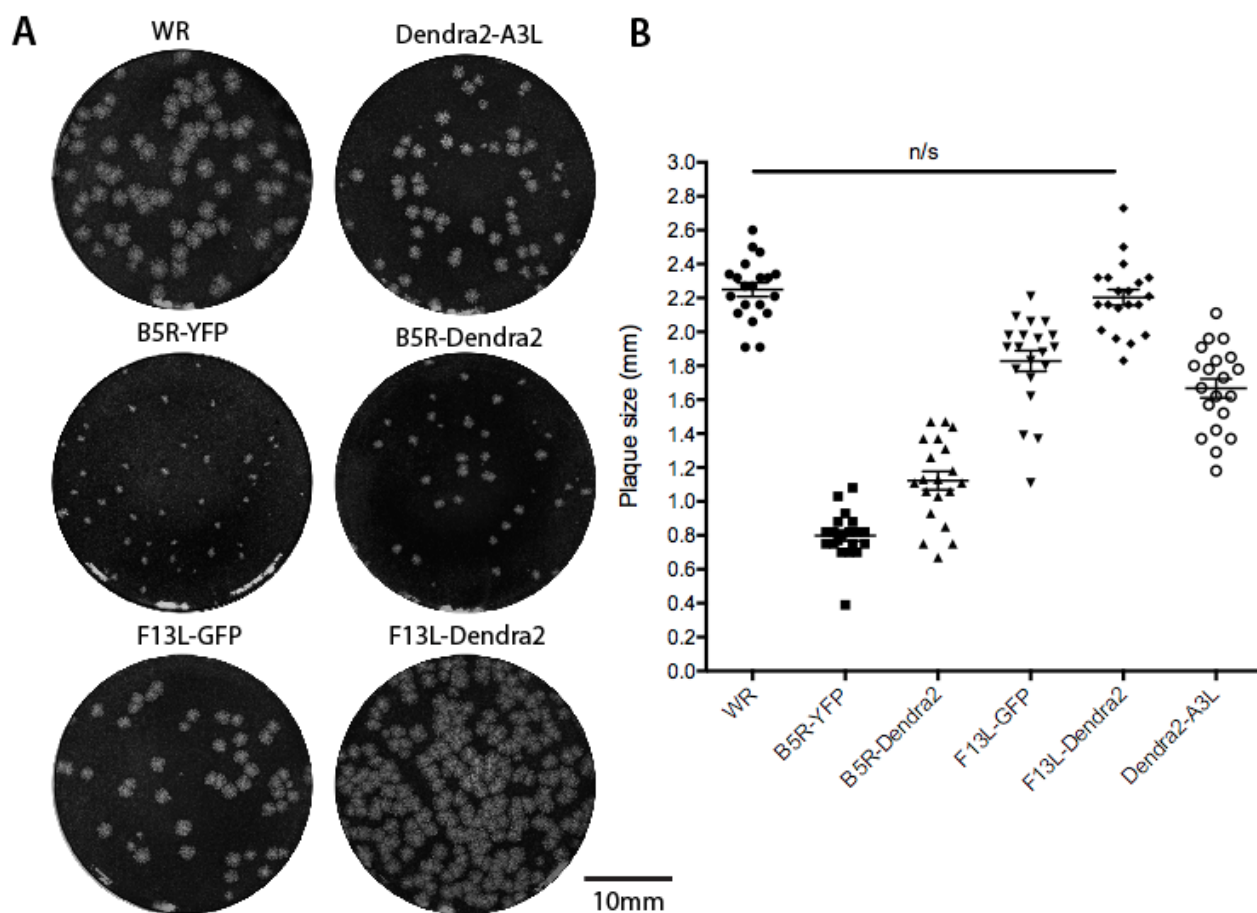 A
WR
Dendra2-A3L
B5R-YFP
B5R-Dendra2
F13L-GFP
F13L-Dendra2
10mm
B
n/s
Plaque size (mm)
3.0
2.8
2.6
2.4
2.2
2.0
1.8
1.6
1.4
1.2
1.0
0.8
0.6
0.4
0.2
0.0
WR
B5R-YFP
B5R-Dendra2
F13L-GFP
F13L-Dendra2
Dendra2-A3L